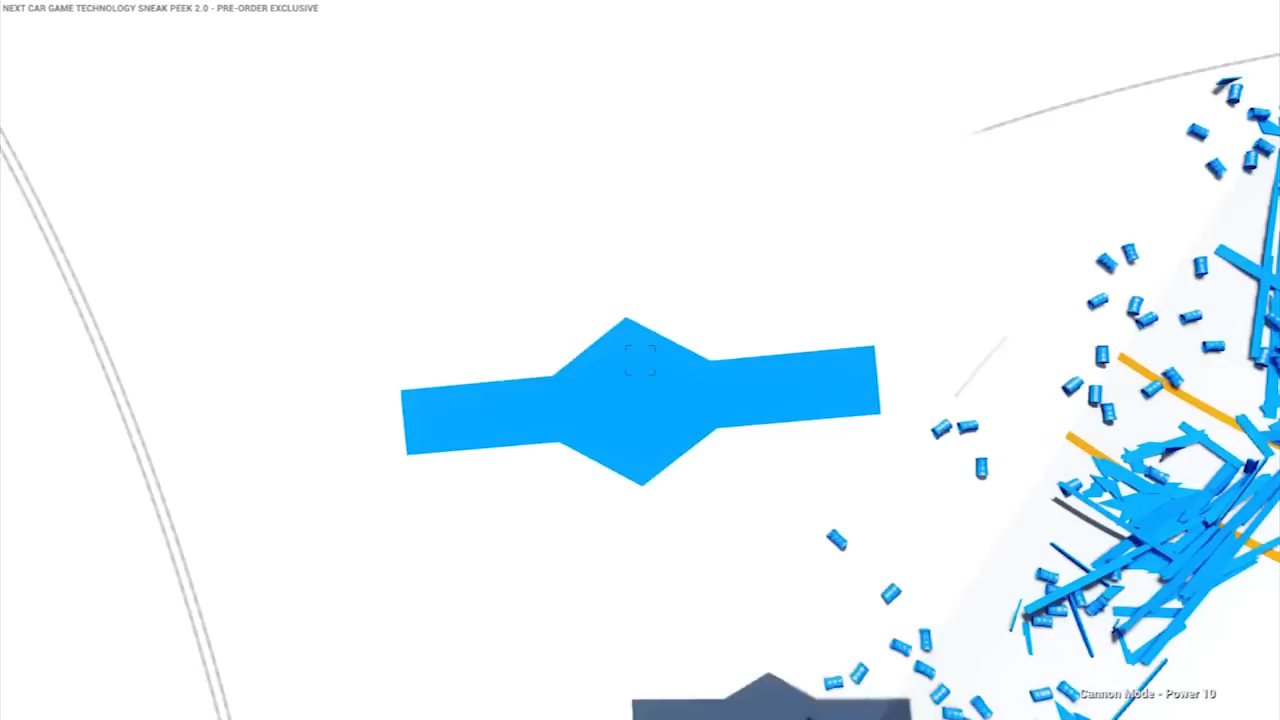 NEXT CAR GAME TECHNOLOGY SNEAK PEEK 2.0 - PRE-ORDER EXCLUSIVE
Cannon Mode - Power 10